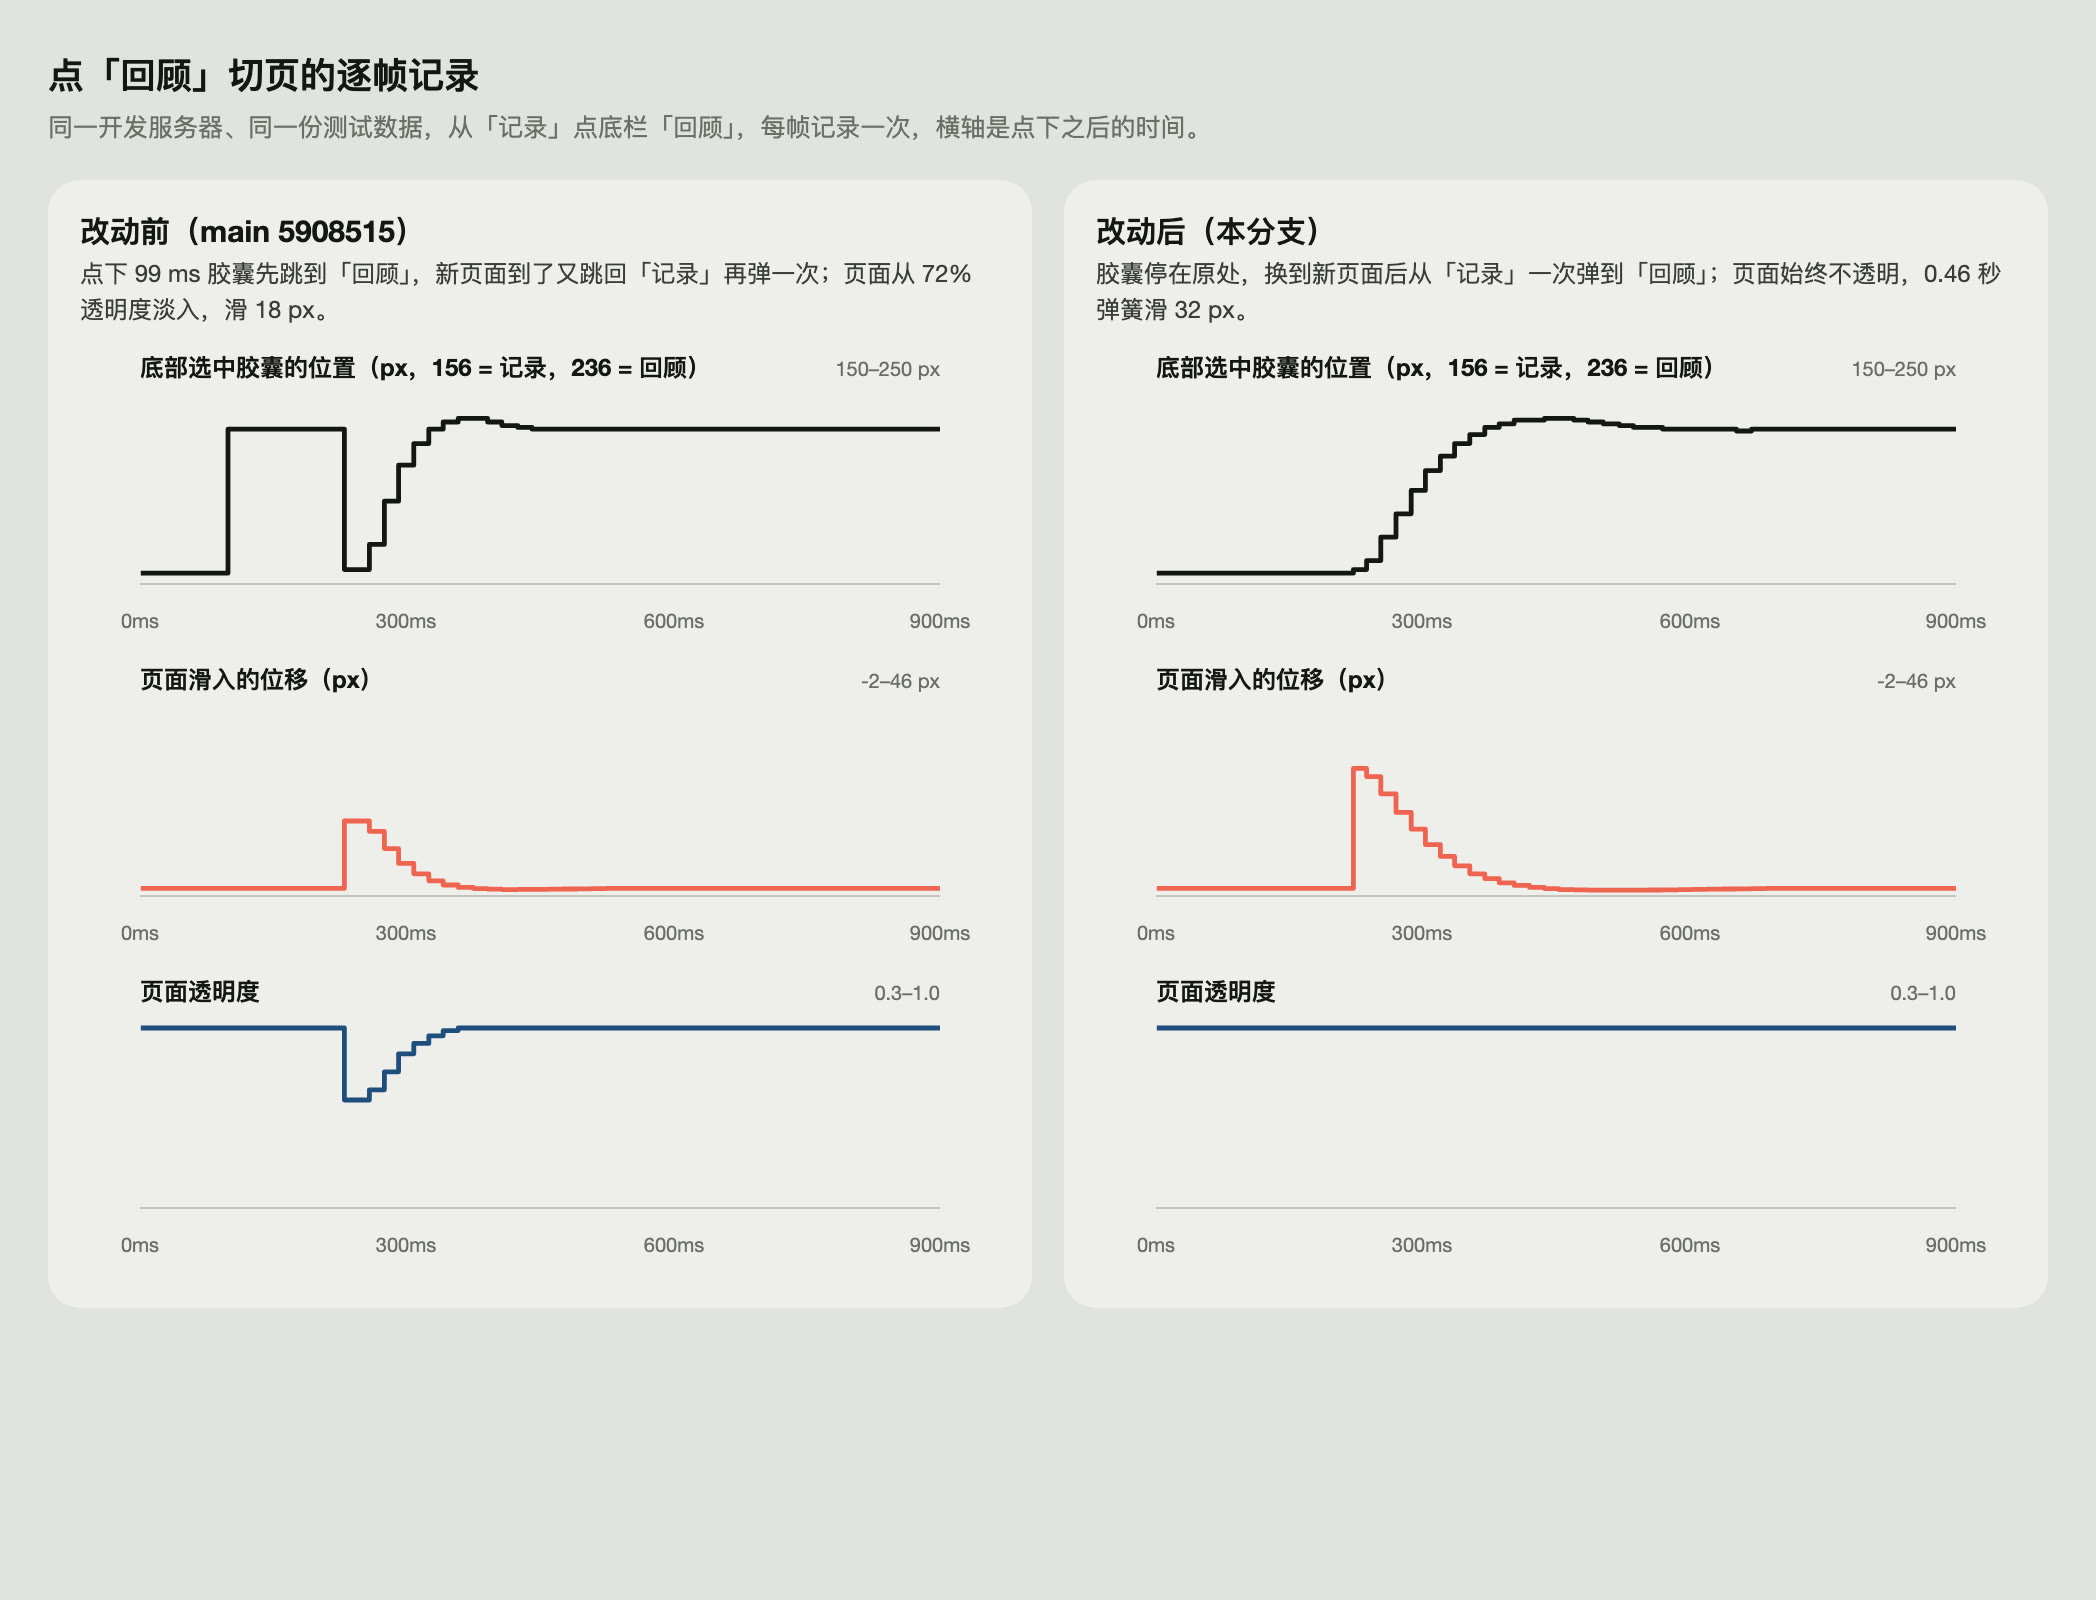 点「回顾」切页的逐帧记录
同一开发服务器、同一份测试数据，从「记录」点底栏「回顾」，每帧记录一次，横轴是点下之后的时间。
改动前（main 5908515）
点下 99 ms 胶囊先跳到「回顾」，新页面到了又跳回「记录」再弹一次；页面从 72%
透明度淡入，滑 18 px。
底部选中胶囊的位置（px，156 = 记录，236 = 回顾）
150–250 px
0ms 300ms 600ms 900ms
页面滑入的位移（px）
-2–46 px
0ms 300ms 600ms 900ms
页面透明度
0.3–1.0
0ms 300ms 600ms 900ms
改动后（本分支）
胶囊停在原处，换到新页面后从「记录」一次弹到「回顾」；页面始终不透明，0.46 秒
弹簧滑 32 px。
底部选中胶囊的位置（px，156 = 记录，236 = 回顾）
150–250 px
0ms 300ms 600ms 900ms
页面滑入的位移（px）
-2–46 px
0ms 300ms 600ms 900ms
页面透明度
0.3–1.0
0ms 300ms 600ms 900ms